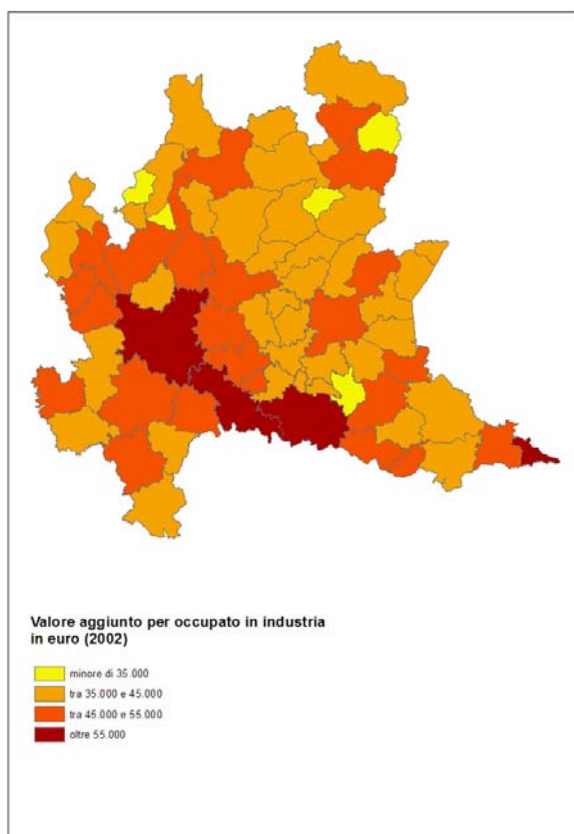 Valore aggiunto per occupato in industria
in euro (2002)
minore di 35.000
tra 35.000 e 45.000
tra 45.000 e 55.000
oltre 55.000